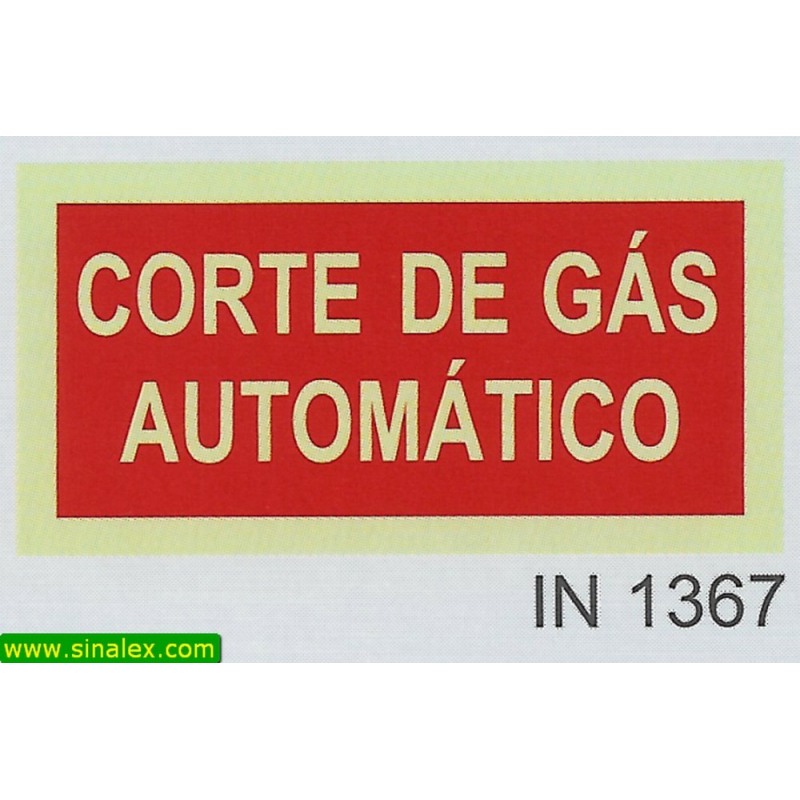 CORTE DE GÁS
AUTOMÁTICO
IN 1367
www.sinalex.com